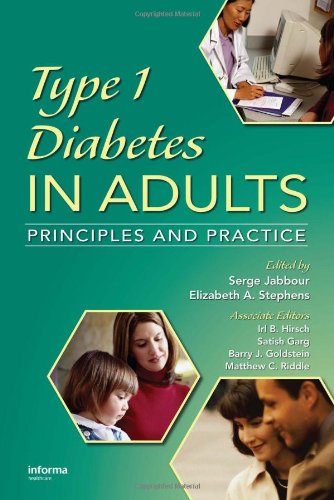 Type 1
Diabetes
IN ADULTS
PRINCIPLES AND PRACTICE
Edited by
Serge Jabbour
Elizabeth A. Stephens
Associate Editors
Irl B. Hirsch
Satish Garg
Barry J. Goldstein
Matthew C. Riddle
informa
healthcare